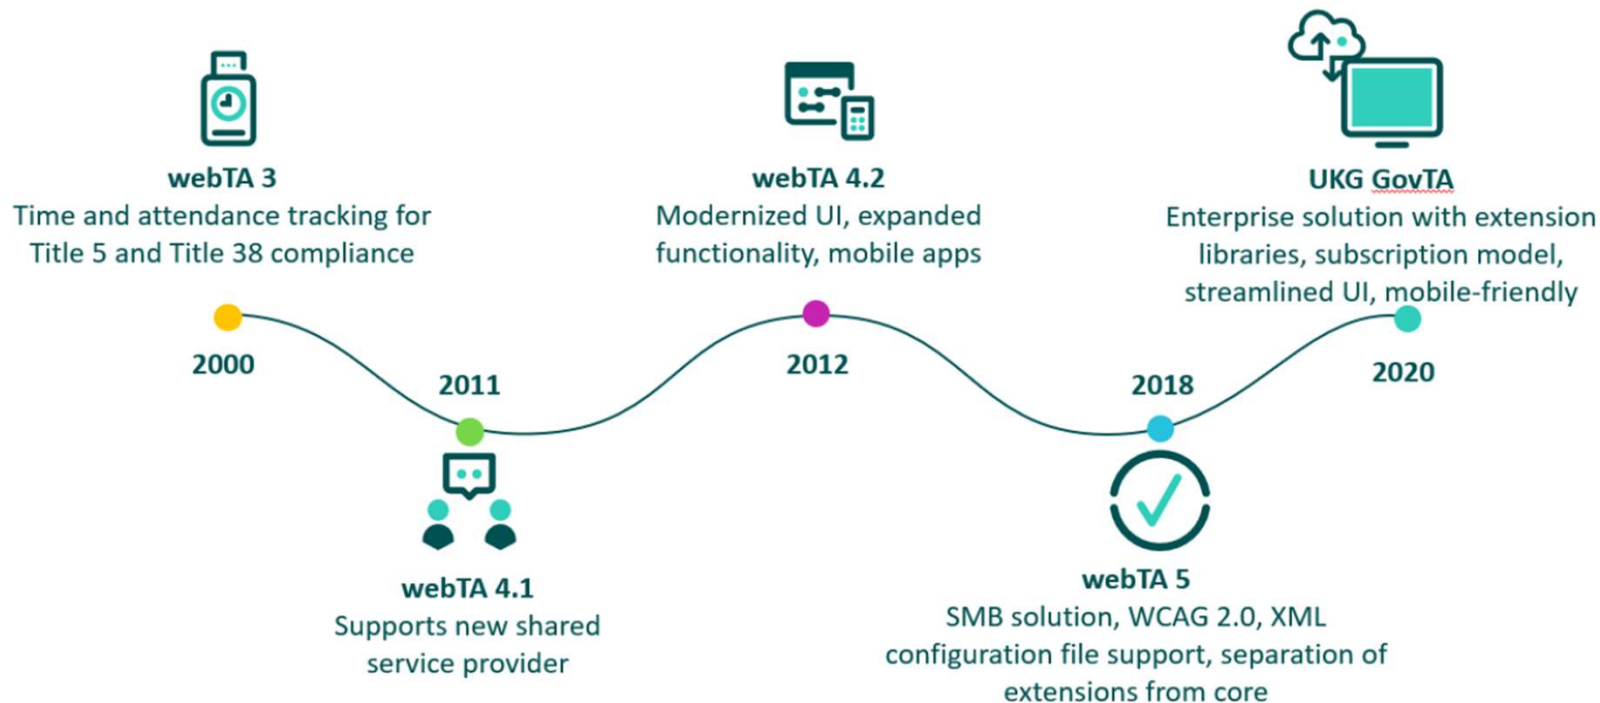 webTA 3
Time and attendance tracking for
Title 5 and Title 38 compliance
2000
2011
webTA 4.1
Supports new shared
service provider
webTA 4.2
Modernized UI, expanded
functionality, mobile apps
2012
2018
webTA 5
SMB solution, WCAG 2.0, XML
configuration file support, separation of
extensions from core
UKG GovTA
Enterprise solution with extension
libraries, subscription model,
streamlined UI, mobile-friendly
2020